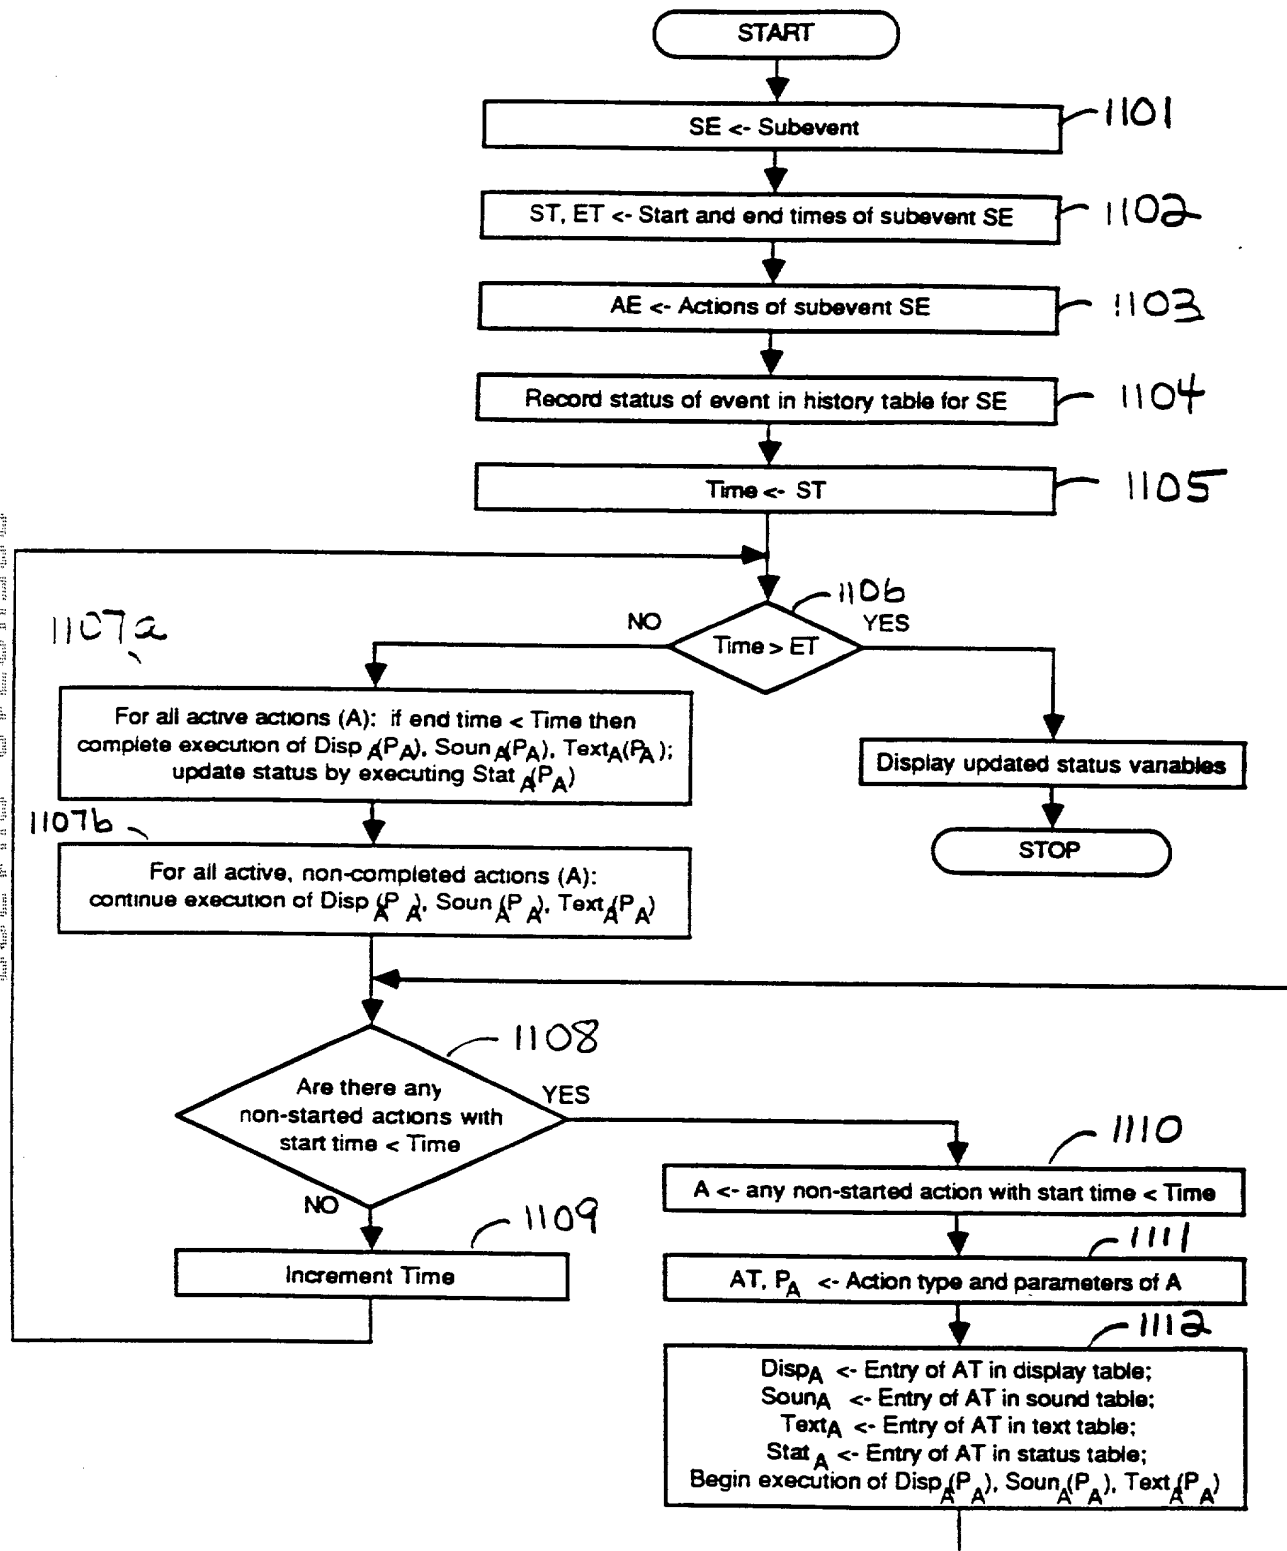 START
SE <- Subevent
1101
ST, ET <- Start and end times of subevent SE
1102
AE <- Actions of subevent SE
1103
Record status of event in history table for SE
1104
Time <- ST
1105
1106
NO
Time > ET
YES
1107a
For all active actions (A): if end time < Time then
complete execution of Disp A(PA), Soun A(PA), TextA(PA);
update status by executing Stat A(PA)
Display updated status variables
STOP
1107b
For all active, non-completed actions (A):
continue execution of Disp A(PA), Soun A(PA), TextA(PA)
1108
Are there any
non-started actions with
start time < Time
YES
NO
1109
Increment Time
1110
A <- any non-started action with start time < Time
1111
AT, PA <- Action type and parameters of A
1112
DispA <- Entry of AT in display table;
SounA <- Entry of AT in sound table;
TextA <- Entry of AT in text table;
Stat A <- Entry of AT in status table;
Begin execution of DispA(PA), SounA(PA), TextA(PA)